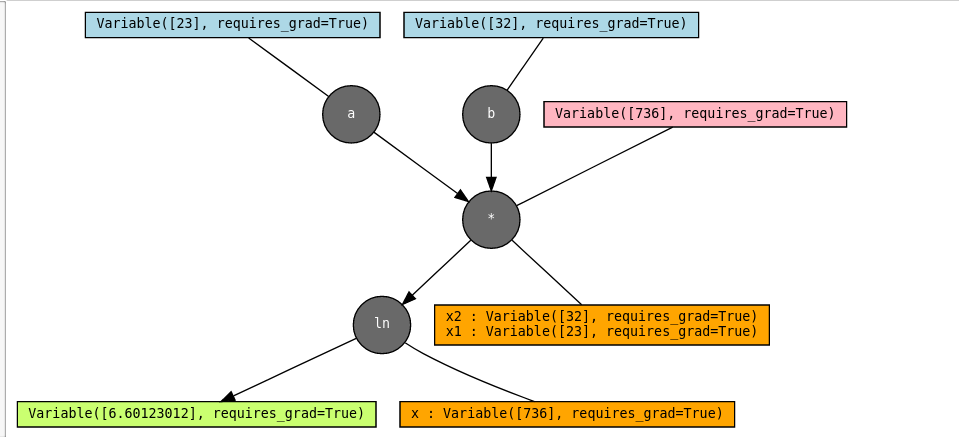 Variable([23], requires_grad=True)
Variable([32], requires_grad=True)
a
b
Variable([736], requires_grad=True)
*
x2 : Variable([32], requires_grad=True)
x1 : Variable([23], requires_grad=True)
ln
Variable([6.60123012], requires_grad=True)
x : Variable([736], requires_grad=True)